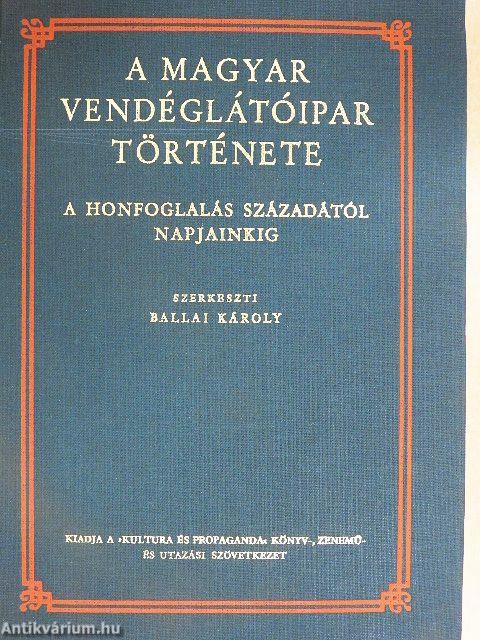 A MAGYAR
VENDÉGLÁTÓIPAR
TÖRTÉNETE
A HONFOGLALÁS SZÁZADÁTÓL
NAPJAINKIG
SZERKESZTI
BALLAI KÁROLY
KIADJA A »KULTURA ÉS PROPAGANDA« KÖNYV-, ZENEMŰ-
ÉS UTAZÁSI SZÖVETKEZET
Antikvárium.hu